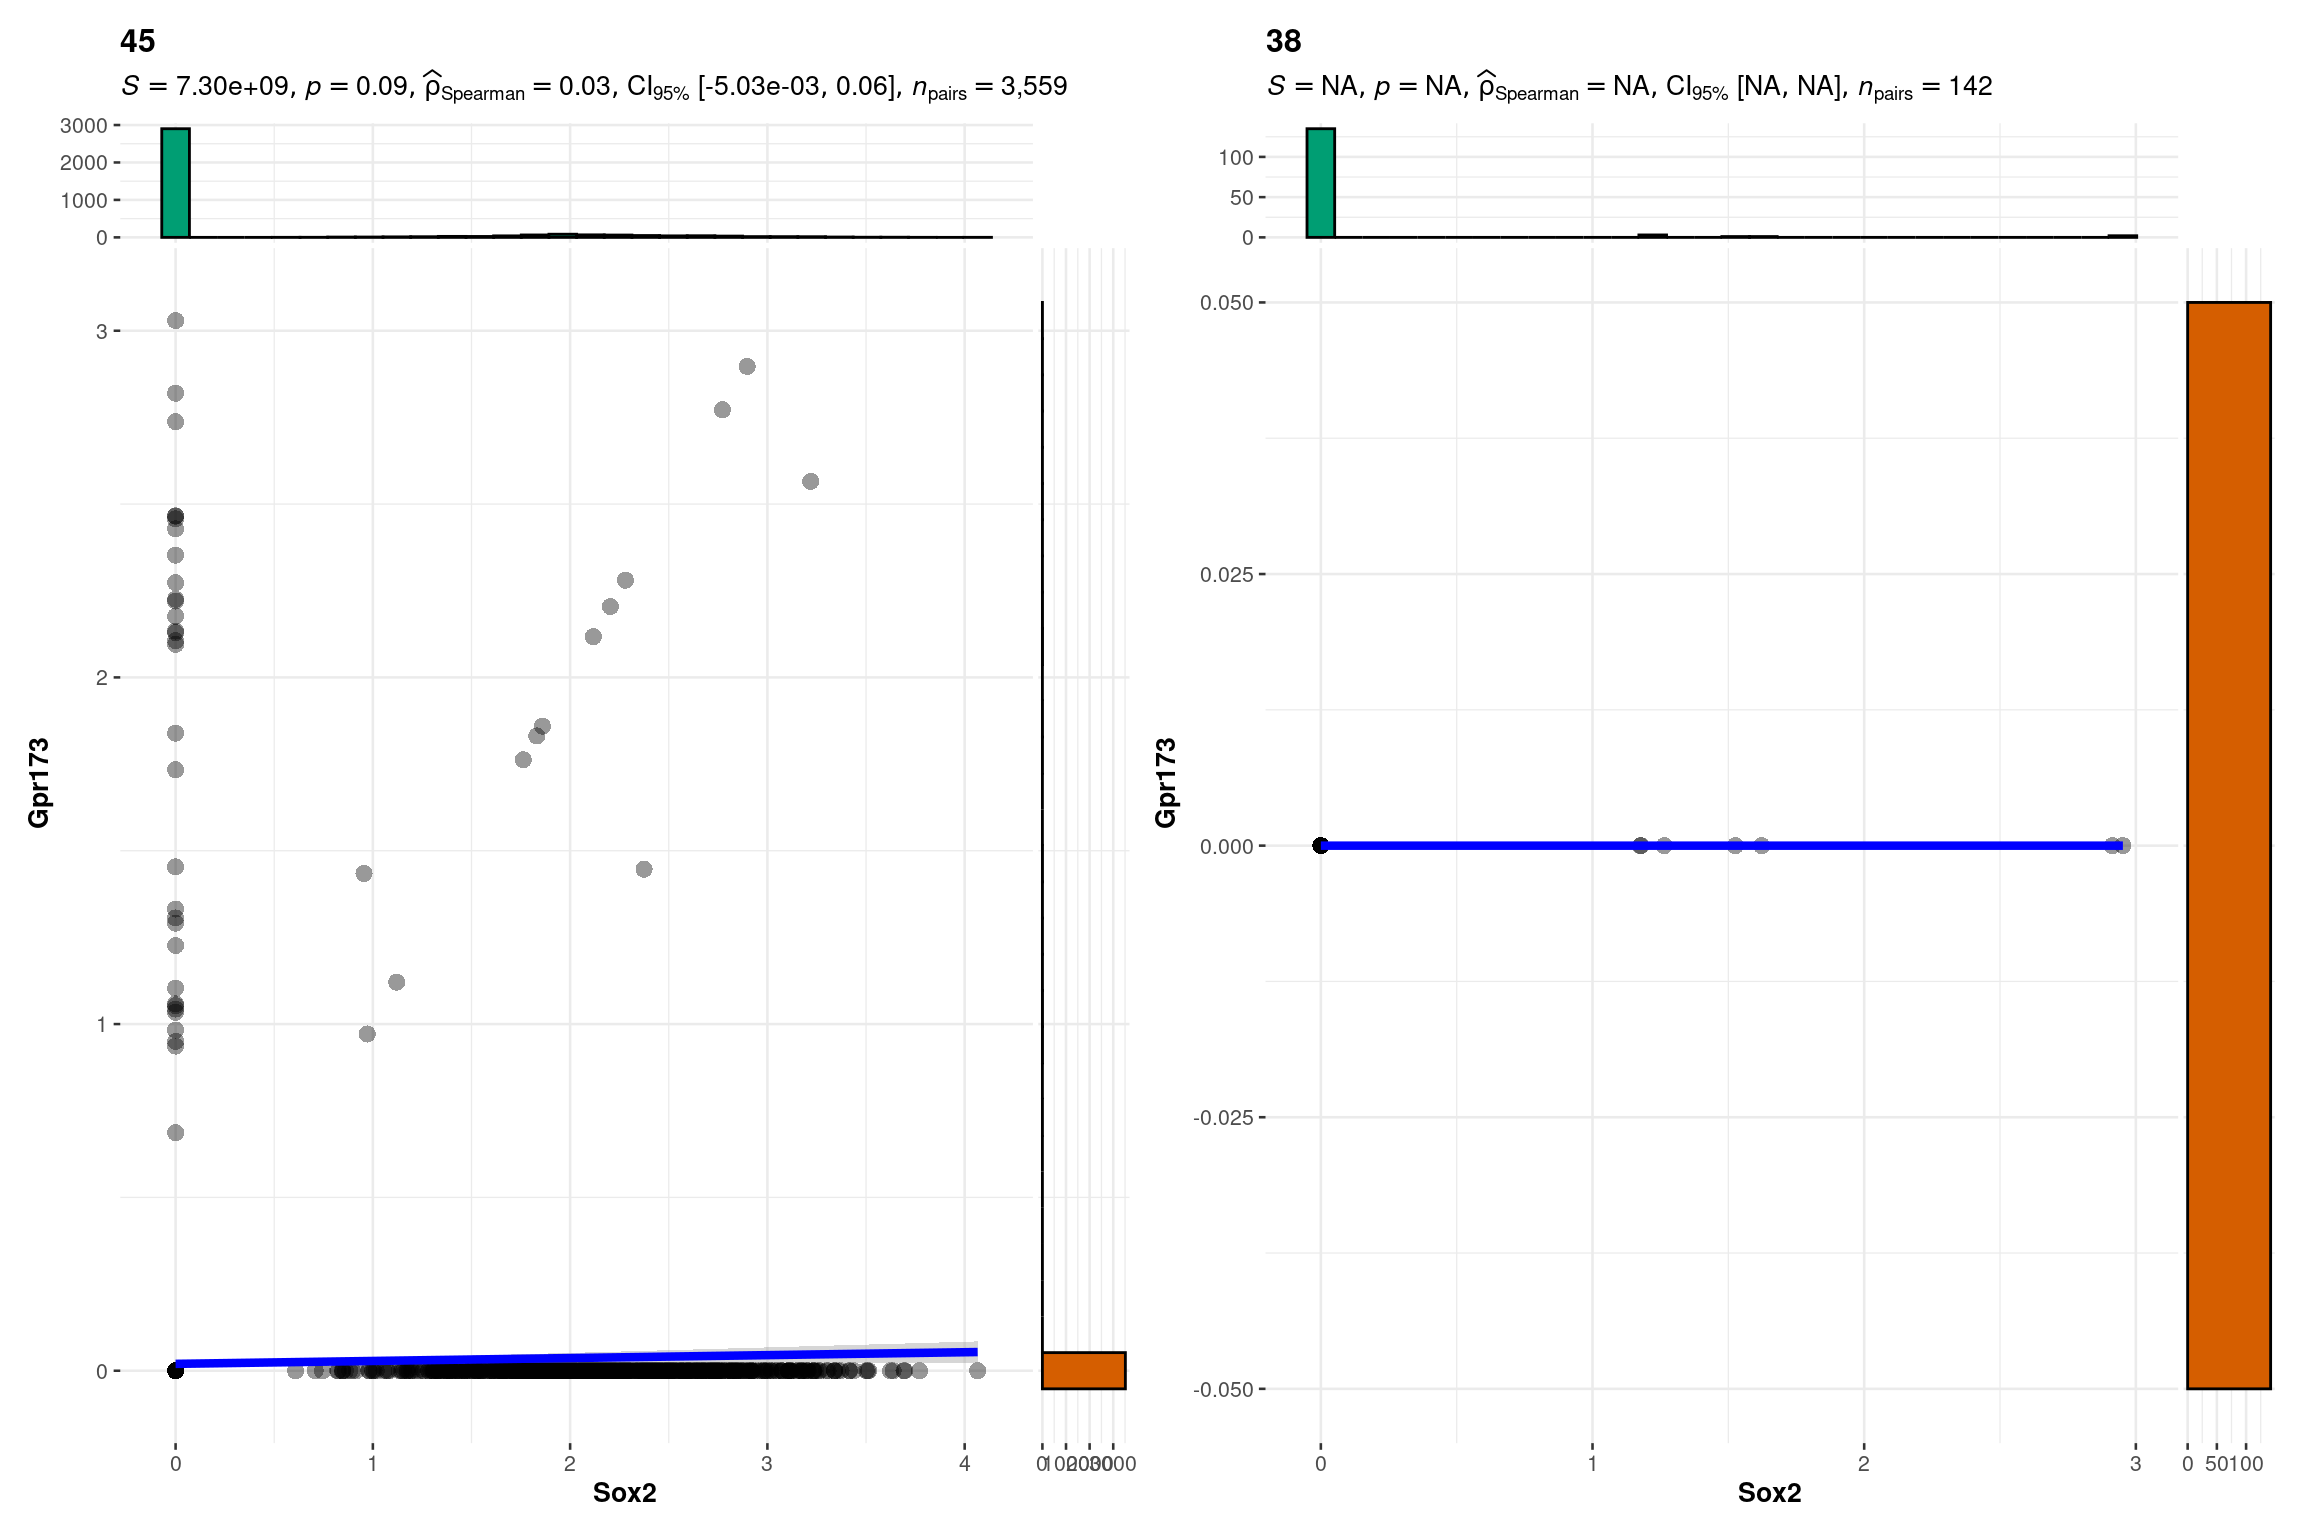 45
S = 7.30e+09, p = 0.09, ρ̂Spearman = 0.03, CI95% [-5.03e-03, 0.06], npairs = 3,559
3000
2000
1000
0
3
2
1
0
Gpr173
0 1 2 3 4
0 1000 2000 3000
Sox2
38
S = NA, p = NA, ρ̂Spearman = NA, CI95% [NA, NA], npairs = 142
100
50
0
0.050
0.025
0.000
-0.025
-0.050
Gpr173
0 1 2 3
0 50 100
Sox2